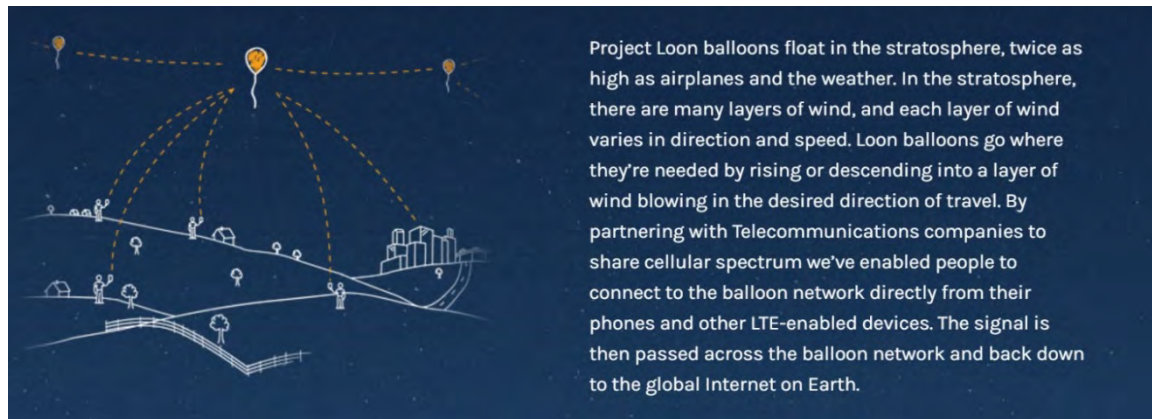 Project Loon balloons float in the stratosphere, twice as
high as airplanes and the weather. In the stratosphere,
there are many layers of wind, and each layer of wind
varies in direction and speed. Loon balloons go where
they're needed by rising or descending into a layer of
wind blowing in the desired direction of travel. By
partnering with Telecommunications companies to
share cellular spectrum we've enabled people to
connect to the balloon network directly from their
phones and other LTE-enabled devices. The signal is
then passed across the balloon network and back down
to the global Internet on Earth.